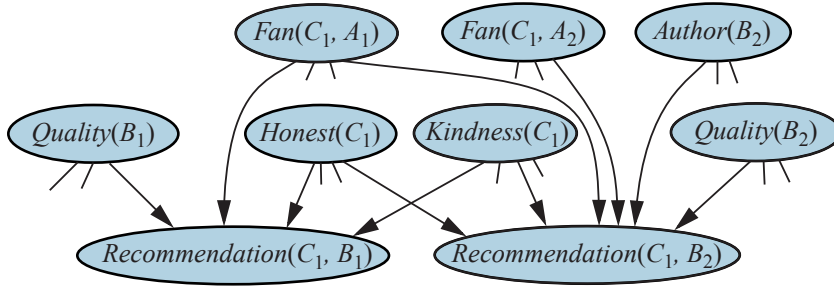 Fan(C₁, A₁) Fan(C₁, A₂) Author(B₂)
Quality(B₁) Honest(C₁) Kindness(C₁) Quality(B₂)
Recommendation(C₁, B₁) Recommendation(C₁, B₂)